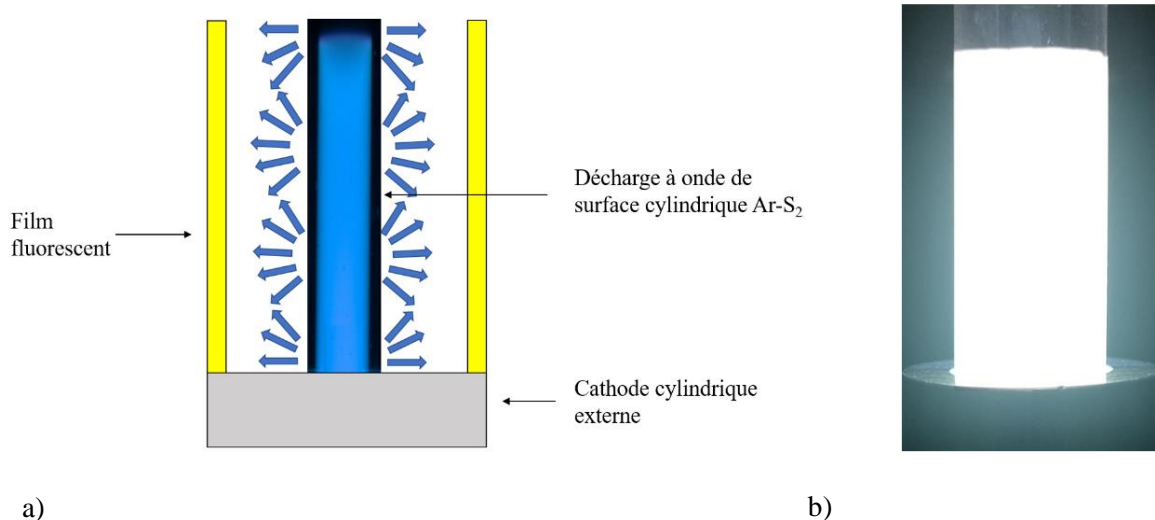 Film
fluorescent
Décharge à onde de
surface cylindrique Ar-S₂
Cathode cylindrique
externe
a)
b)